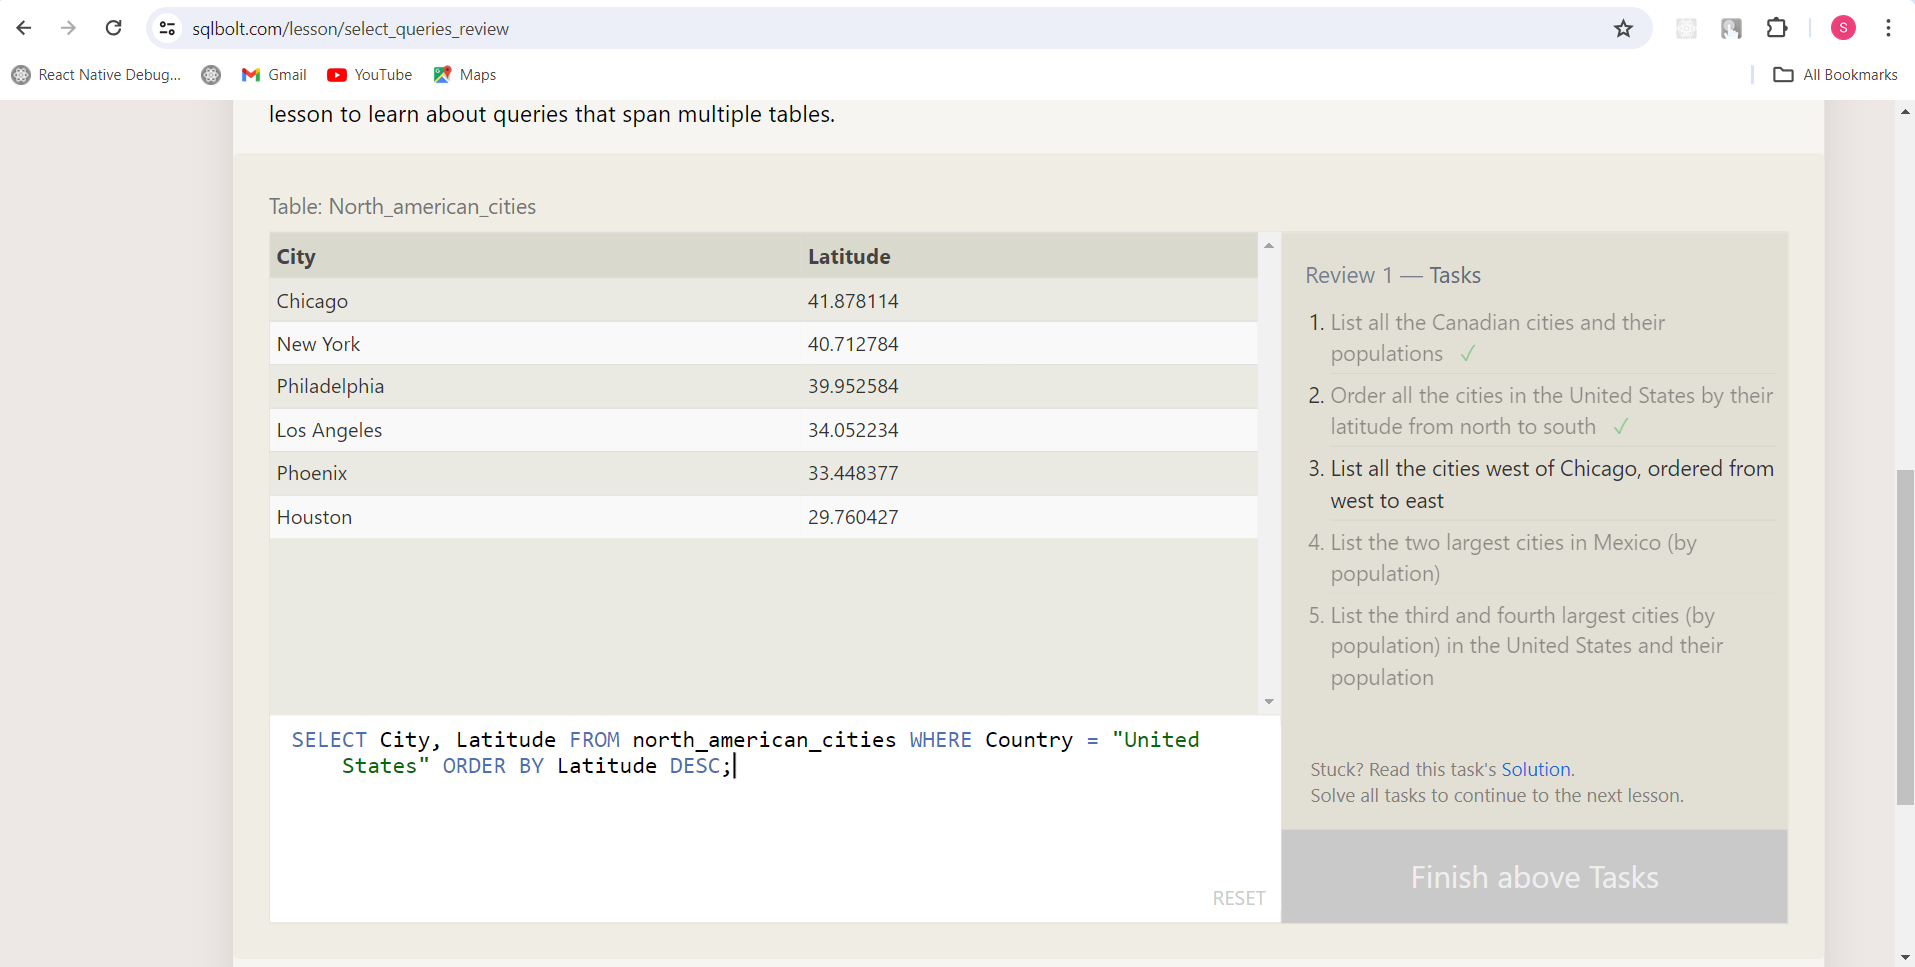 sqlbolt.com/lesson/select_queries_review
S
React Native Debug... Gmail YouTube Maps All Bookmarks
lesson to learn about queries that span multiple tables.
Table: North_american_cities
City Latitude
Chicago 41.878114
New York 40.712784
Philadelphia 39.952584
Los Angeles 34.052234
Phoenix 33.448377
Houston 29.760427
SELECT City, Latitude FROM north_american_cities WHERE Country = "United
States" ORDER BY Latitude DESC;
RESET
Review 1 — Tasks
1. List all the Canadian cities and their
populations ✓
2. Order all the cities in the United States by their
latitude from north to south ✓
3. List all the cities west of Chicago, ordered from
west to east
4. List the two largest cities in Mexico (by
population)
5. List the third and fourth largest cities (by
population) in the United States and their
population
Stuck? Read this task's Solution.
Solve all tasks to continue to the next lesson.
Finish above Tasks